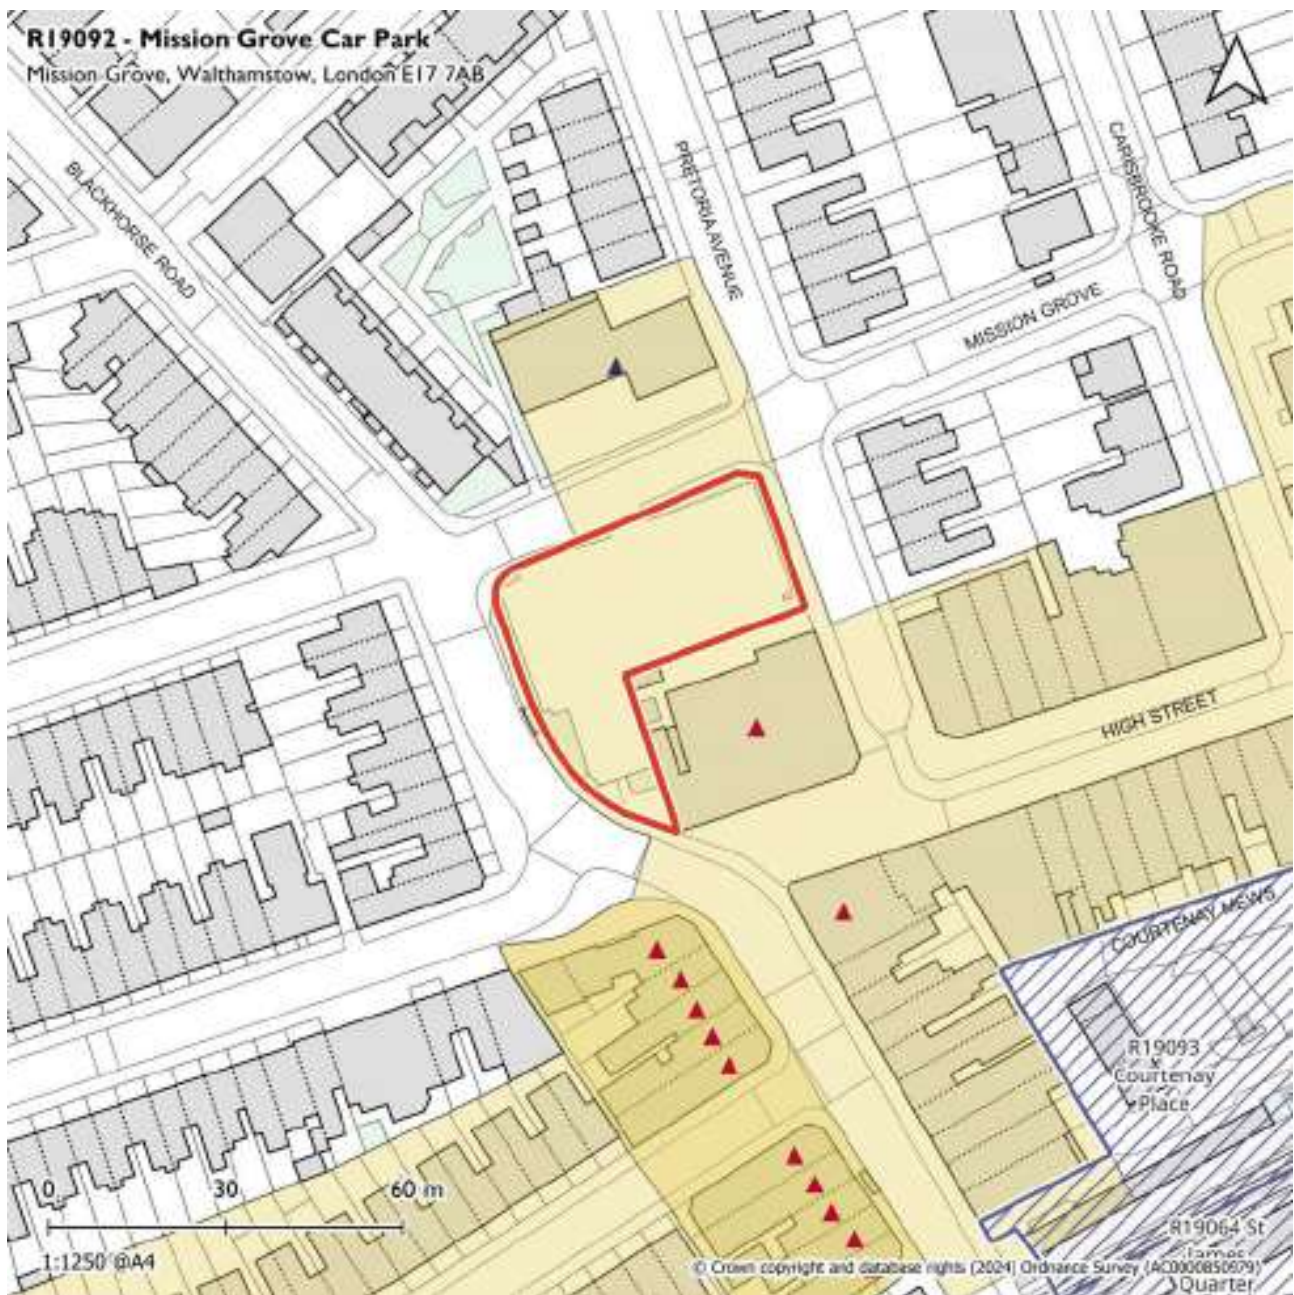 R19092 - Mission Grove Car Park
Mission Grove, Walthamstow, London E17 7AB
BLACKHORSE ROAD
PRETORIA AVENUE
CARISBROOKE ROAD
MISSION GROVE
HIGH STREET
COURTENAY MEWS
R19093
Courtenay
Place
R19064 St
James
Quarter
0 30 60 m
1:1250 @A4
© Crown copyright and database rights (2024) Ordnance Survey (AC0000850979)